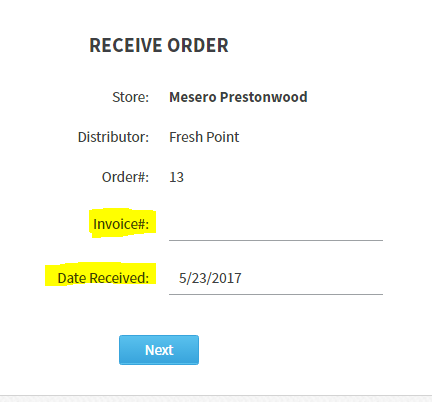 RECEIVE ORDER
Store: Mesero Prestonwood
Distributor: Fresh Point
Order#: 13
Invoice#:
Date Received: 5/23/2017
Next